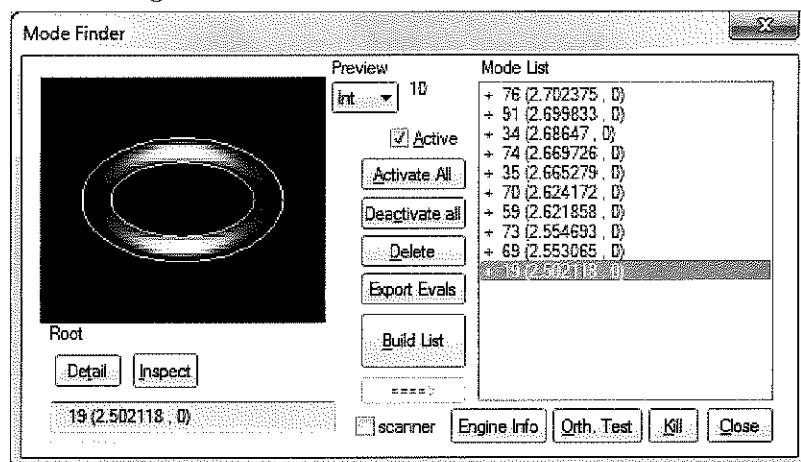 Mode Finder
Preview
Int
10
Active
Activate All
Deactivate all
Delete
Export Evals
Build List
====>
scanner
Mode List
+ 76 (2.702375 , 0)
+ 91 (2.699833 , 0)
+ 34 (2.68647 , 0)
+ 74 (2.669726 , 0)
+ 35 (2.665279 , 0)
+ 70 (2.624172 , 0)
+ 59 (2.621858 , 0)
+ 73 (2.554693 , 0)
+ 69 (2.553065 , 0)
+ 19 (2.502118 , 0)
Root
Detail
Inspect
19 (2.502118 , 0)
Engine Info
Orth. Test
Kill
Close